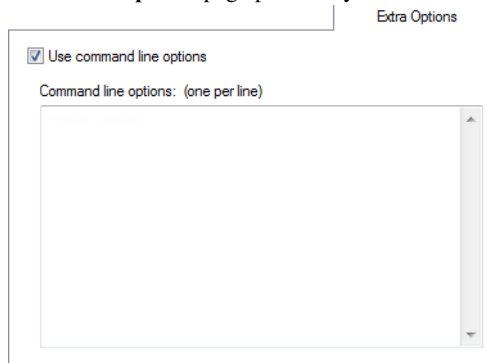 Extra Options
Use command line options
Command line options: (one per line)